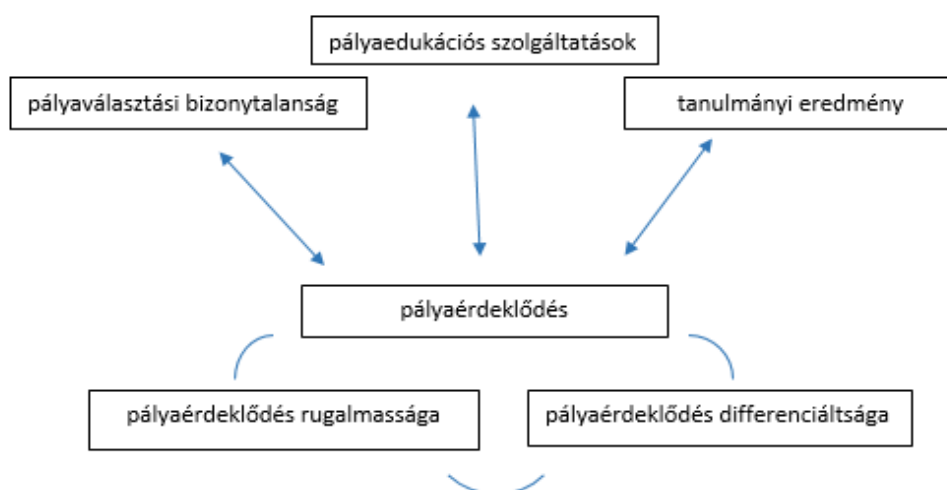 pályaedukációs szolgáltatások
pályaválasztási bizonytalanság
tanulmányi eredmény
pályaérdeklődés
pályaérdeklődés rugalmassága
pályaérdeklődés differenciáltsága